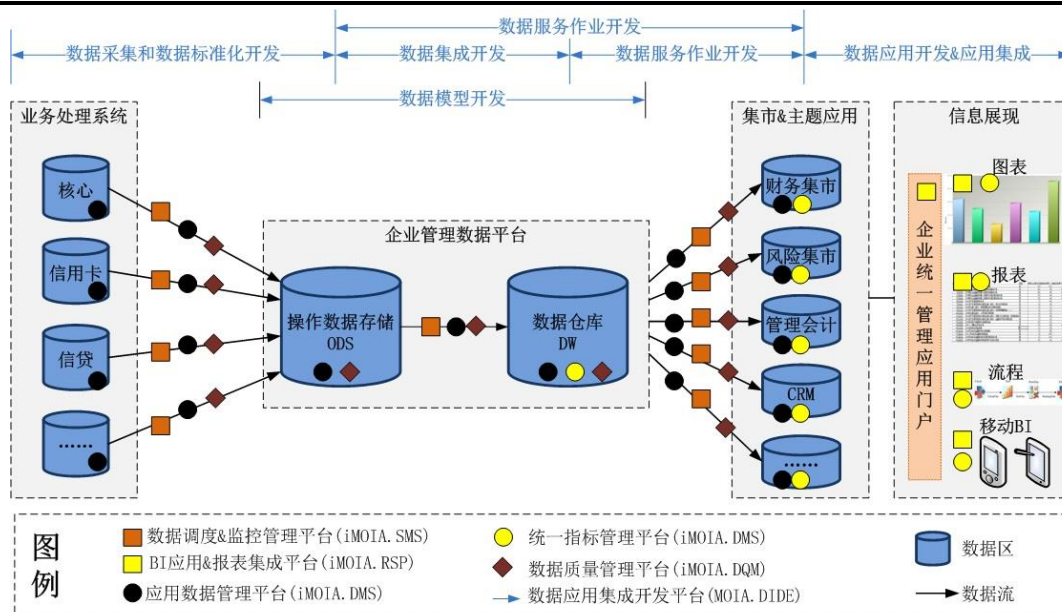 数据服务作业开发
数据采集和数据标准化开发
数据集成开发
数据服务作业开发
数据应用开发&应用集成
数据模型开发
业务处理系统
核心
信用卡
信贷
……
企业管理数据平台
操作数据存储
ODS
数据仓库
DW
集市&主题应用
财务集市
风险集市
管理会计
CRM
……
信息展现
企业统一管理应用门户
图表
报表
流程
移动BI
图例
数据调度&监控管理平台(iMOIA.SMS)
BI应用&报表集成平台(iMOIA.RSP)
应用数据管理平台(iMOIA.DMS)
统一指标管理平台(iMOIA.DMS)
数据质量管理平台(iMOIA.DQM)
数据应用集成开发平台(MOIA.DIDE)
数据区
数据流